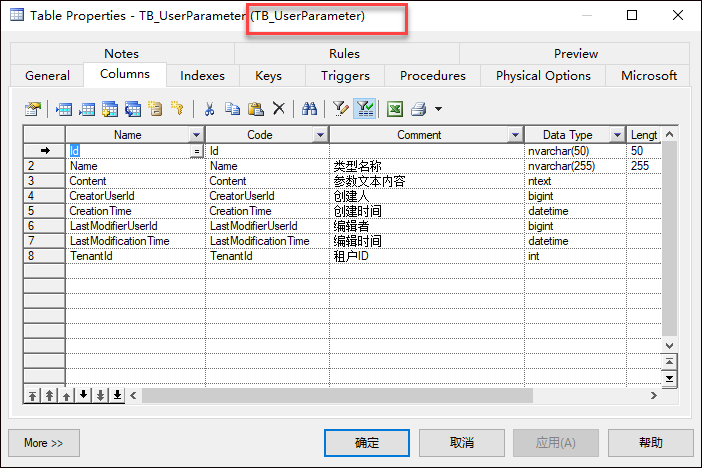 Table Properties - TB_UserParameter (TB_UserParameter)
Notes Rules Preview
General Columns Indexes Keys Triggers Procedures Physical Options Microsoft
Name Code Comment Data Type Lengt
Id = Id nvarchar(50) 50
2 Name Name 类型名称 nvarchar(255) 255
3 Content Content 参数文本内容 ntext
4 CreatorUserId CreatorUserId 创建人 bigint
5 CreationTime CreationTime 创建时间 datetime
6 LastModifierUserId LastModifierUserId 编辑者 bigint
7 LastModificationTime LastModificationTime 编辑时间 datetime
8 TenantId TenantId 租户ID int
More >> 确定 取消 应用(A) 帮助